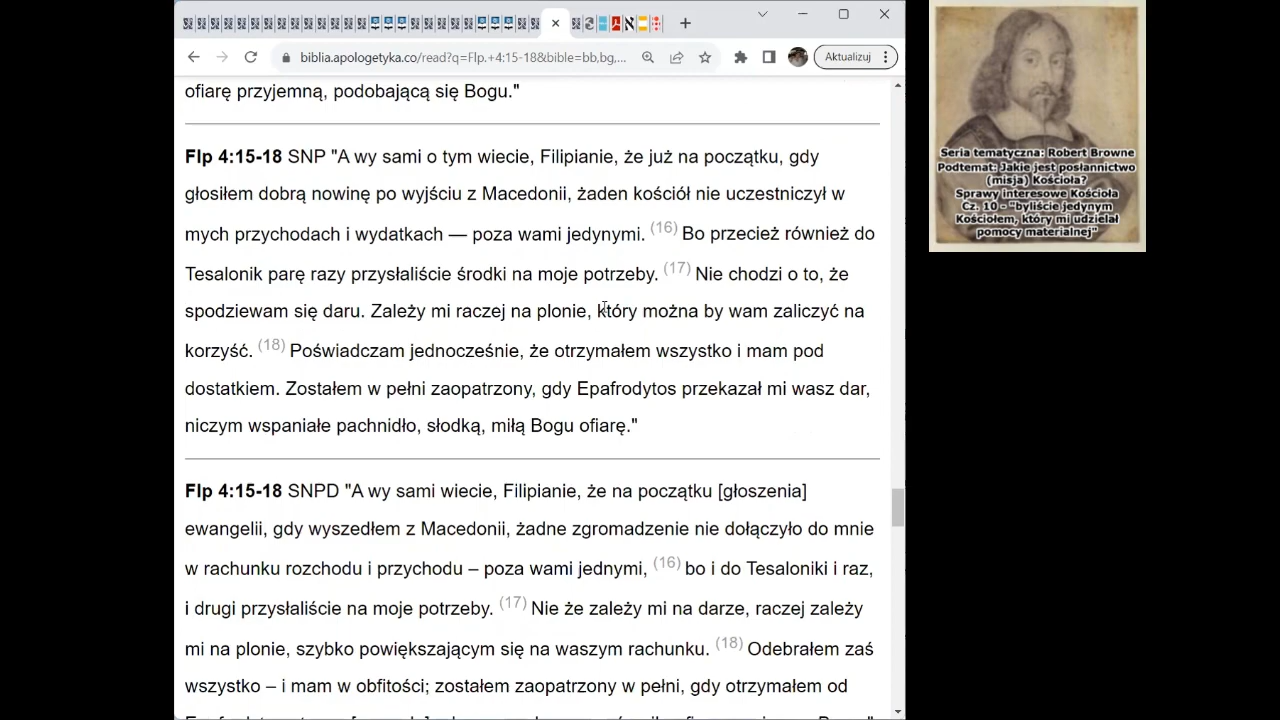 biblia.apologetyka.co/read?q=Flp.+4:15-18&bible=bb,bg,...
Aktualizuj
ofiarę przyjemną, podobającą się Bogu."
Flp 4:15-18 SNP "A wy sami o tym wiecie, Filipianie, że już na początku, gdy
głosiłem dobrą nowinę po wyjściu z Macedonii, żaden kościół nie uczestniczył w
mych przychodach i wydatkach — poza wami jedynymi. (16) Bo przecież również do
Tesalonik parę razy przysłaliście środki na moje potrzeby. (17) Nie chodzi o to, że
spodziewam się daru. Zależy mi raczej na plonie, który można by wam zaliczyć na
korzyść. (18) Poświadczam jednocześnie, że otrzymałem wszystko i mam pod
dostatkiem. Zostałem w pełni zaopatrzony, gdy Epafrodytos przekazał mi wasz dar,
niczym wspaniałe pachnidło, słodką, miłą Bogu ofiarę."
Flp 4:15-18 SNPD "A wy sami wiecie, Filipianie, że na początku [głoszenia]
ewangelii, gdy wyszedłem z Macedonii, żadne zgromadzenie nie dołączyło do mnie
w rachunku rozchodu i przychodu – poza wami jednymi, (16) bo i do Tesaloniki i raz,
i drugi przysłaliście na moje potrzeby. (17) Nie że zależy mi na darze, raczej zależy
mi na plonie, szybko powiększającym się na waszym rachunku. (18) Odebrałem zaś
wszystko – i mam w obfitości; zostałem zaopatrzony w pełni, gdy otrzymałem od
Seria tematyczna: Robert Browne
Podtemat: Jakie jest posłannictwo
(misja) Kościoła?
Sprawy interesowe Kościoła
Cz. 10 - "byliście jedynym
Kościołem, który mi udzielał
pomocy materialnej"